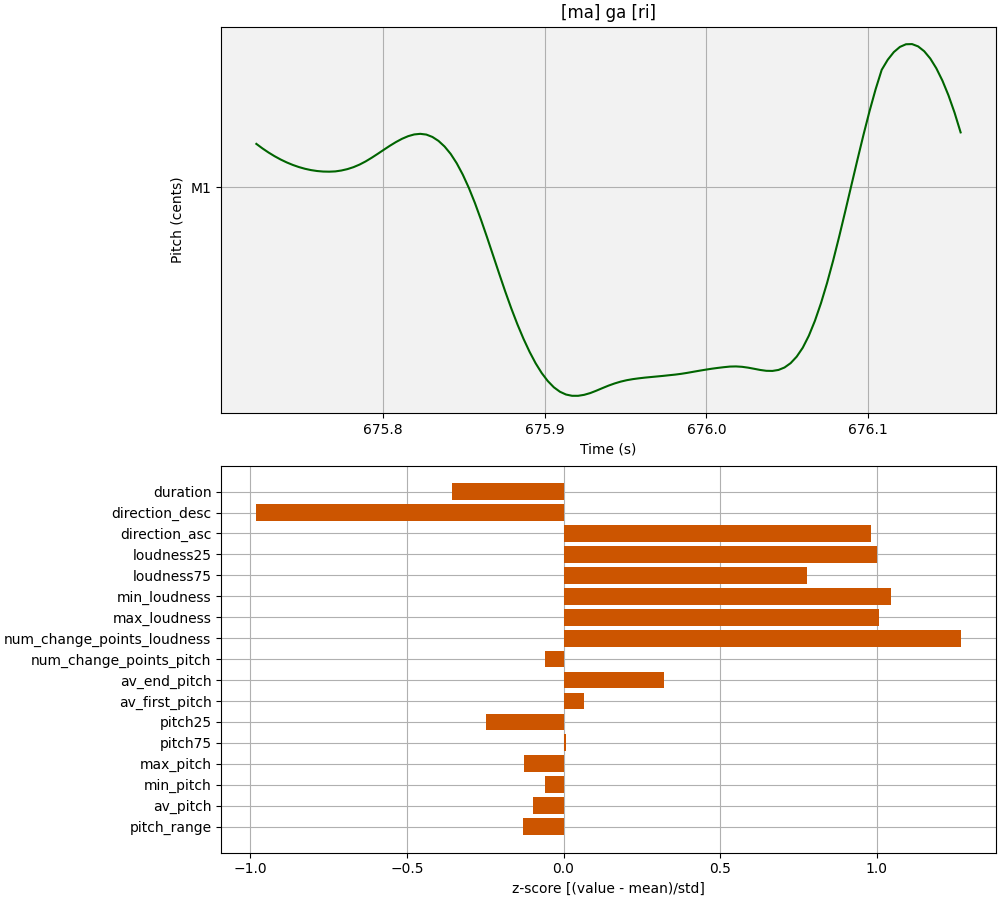 [ma] ga [ri]
Pitch (cents)
M1
675.8
675.9
676.0
676.1
Time (s)
duration
direction_desc
direction_asc
loudness25
loudness75
min_loudness
max_loudness
num_change_points_loudness
num_change_points_pitch
av_end_pitch
av_first_pitch
pitch25
pitch75
max_pitch
min_pitch
av_pitch
pitch_range
−1.0
−0.5
0.0
0.5
1.0
z-score [(value - mean)/std]